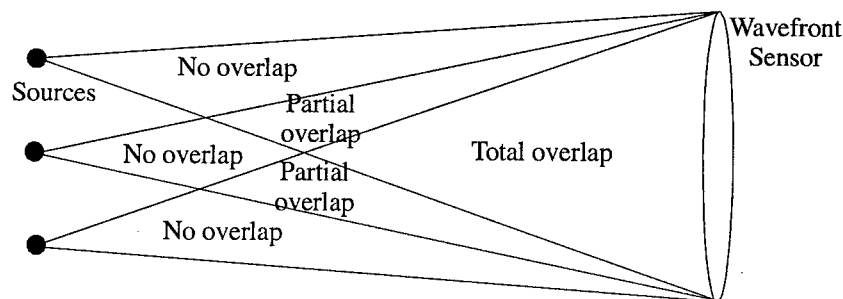 Wavefront
Sensor
No overlap
Sources
Partial
overlap
No overlap
Total overlap
Partial
overlap
No overlap